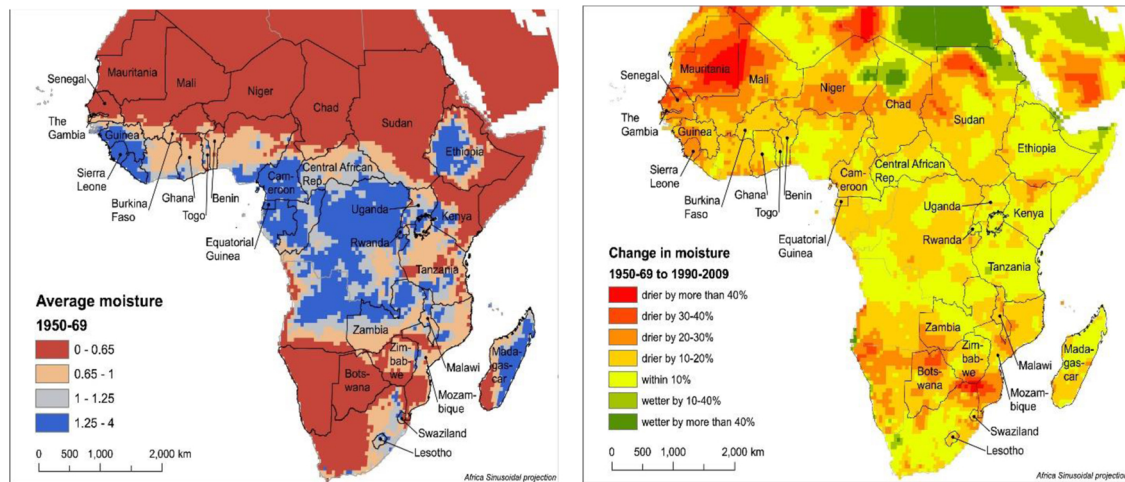 Senegal
Mauritania
Mali
Niger
The
Gambia
Guinea
Chad
Sudan
Ethiopia
Sierra
Leone
Burkina
Faso
Ghana
Togo
Benin
Cam-
eroon
Central African
Rep.
Uganda
Kenya
Equatorial
Guinea
Rwanda
Tanzania
Zambia
Zim-
bab-
we
Mada-
gas-
car
Bots-
wana
Malawi
Mozam-
bique
Swaziland
Lesotho
Average moisture
1950-69
0 - 0.65
0.65 - 1
1 - 1.25
1.25 - 4
0 1,000 2,000 km
Africa Sinusoidal projection
Senegal
Mauritania
Mali
Niger
The
Gambia
Guinea
Chad
Sudan
Ethiopia
Sierra
Leone
Burkina
Faso
Ghana
Togo
Benin
Cam-
eroon
Central African
Rep.
Uganda
Kenya
Equatorial
Guinea
Rwanda
Tanzania
Zambia
Zim-
bab-
we
Mada-
gas-
car
Bots-
wana
Malawi
Mozam-
bique
Swaziland
Lesotho
Change in moisture
1950-69 to 1990-2009
drier by more than 40%
drier by 30-40%
drier by 20-30%
drier by 10-20%
within 10%
wetter by 10-40%
wetter by more than 40%
0 1,000 2,000 km
Africa Sinusoidal projection